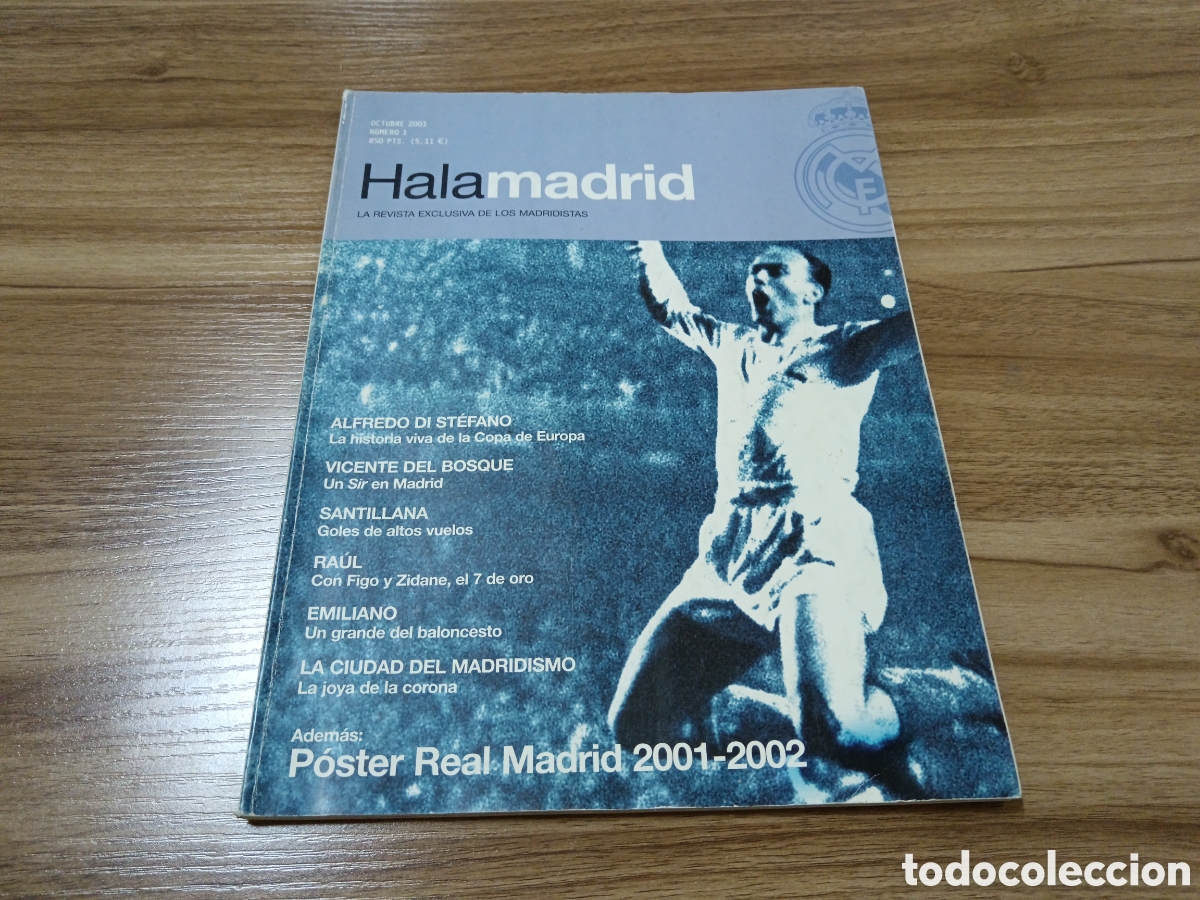 OCTUBRE 2001
NÚMERO 1
850 PTS. (5.11 €)
Halamadrid
LA REVISTA EXCLUSIVA DE LOS MADRIDISTAS
ALFREDO DI STÉFANO
La historia viva de la Copa de Europa
VICENTE DEL BOSQUE
Un Sir en Madrid
SANTILLANA
Goles de altos vuelos
RAÚL
Con Figo y Zidane, el 7 de oro
EMILIANO
Un grande del baloncesto
LA CIUDAD DEL MADRIDISMO
La joya de la corona
Además:
Póster Real Madrid 2001-2002
todocoleccion